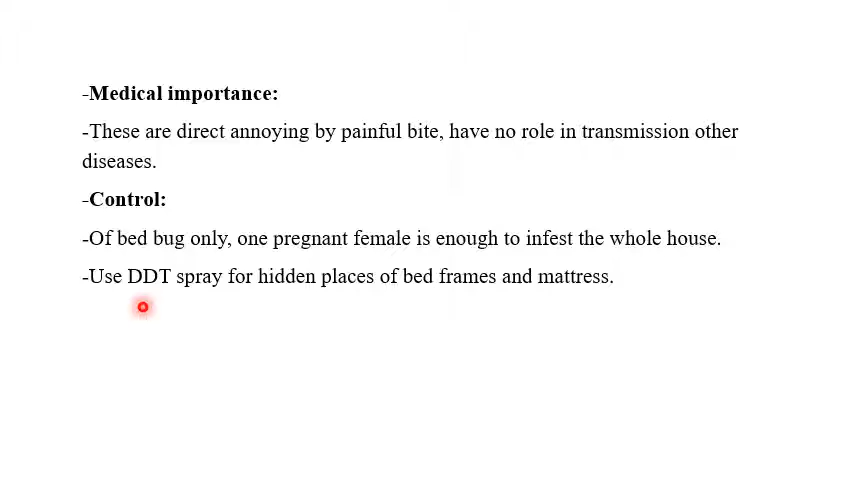 -Medical importance:
-These are direct annoying by painful bite, have no role in transmission other
diseases.
-Control:
-Of bed bug only, one pregnant female is enough to infest the whole house.
-Use DDT spray for hidden places of bed frames and mattress.